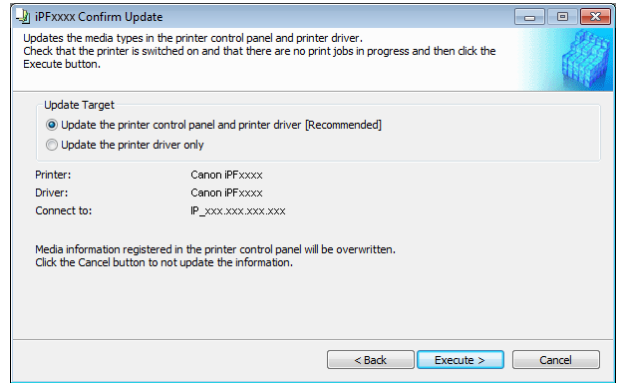 iPFxxxx Confirm Update
Updates the media types in the printer control panel and printer driver.
Check that the printer is switched on and that there are no print jobs in progress and then click the
Execute button.
Update Target
Update the printer control panel and printer driver [Recommended]
Update the printer driver only
Printer: Canon iPFxxxx
Driver: Canon iPFxxxx
Connect to: IP_xxx.xxx.xxx.xxx
Media information registered in the printer control panel will be overwritten.
Click the Cancel button to not update the information.
< Back Execute > Cancel